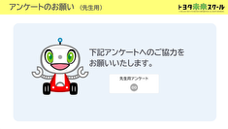 アンケートのお願い（先生用）
トヨタ未来スクール
下記アンケートへのご協力を
お願いいたします。
先生用アンケート